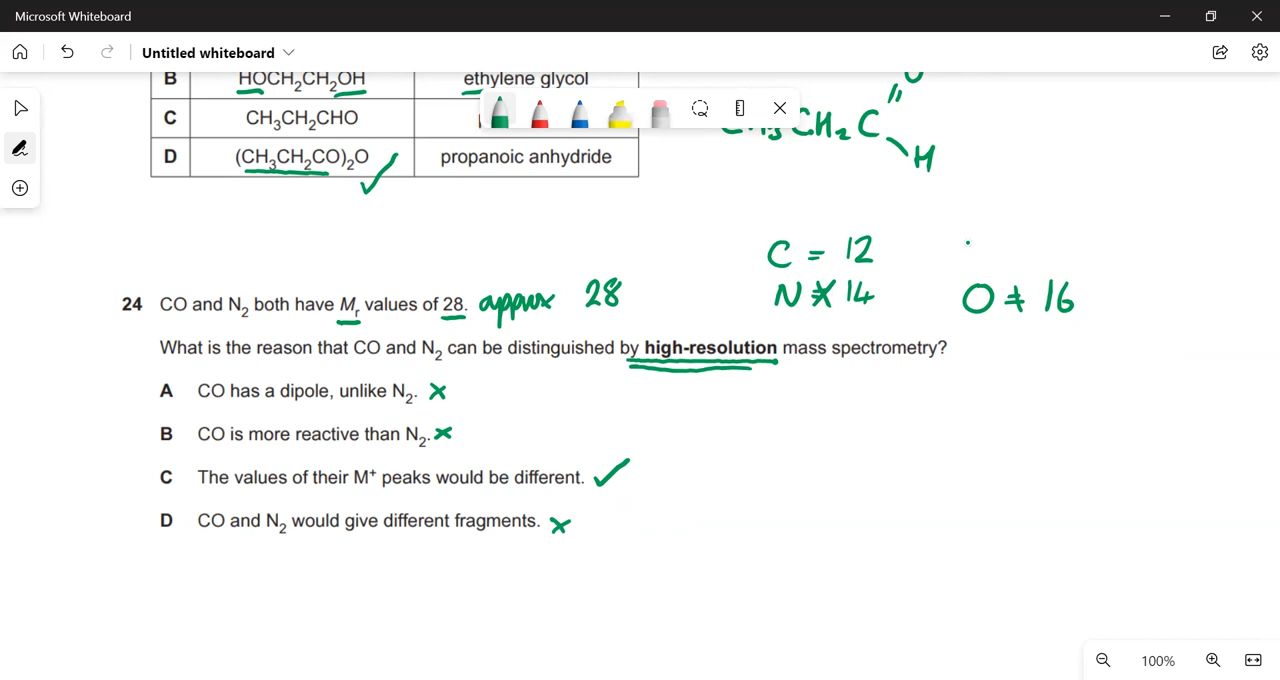 Microsoft Whiteboard
Untitled whiteboard
B HOCH₂CH₂OH ethylene glycol
C CH₃CH₂CHO
CH₂ C
H
D (CH₃CH₂CO)₂O propanoic anhydride
C = 12
N ≠ 14 O ≠ 16
24 CO and N₂ both have Mᵣ values of 28. approx 28
What is the reason that CO and N₂ can be distinguished by high-resolution mass spectrometry?
A CO has a dipole, unlike N₂. ×
B CO is more reactive than N₂. ×
C The values of their M⁺ peaks would be different. ✓
D CO and N₂ would give different fragments. ×
100%